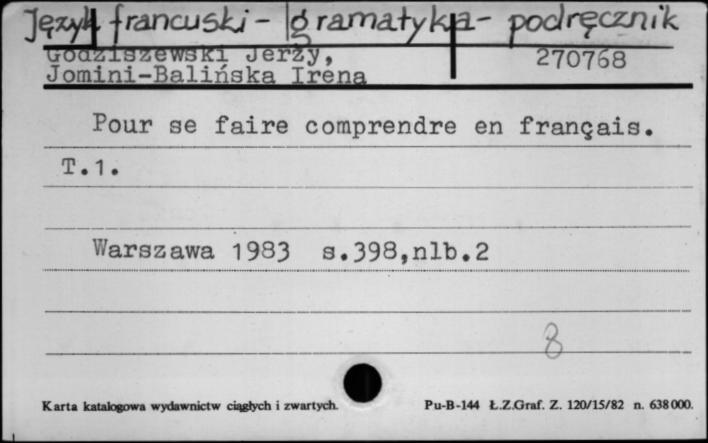 Język francuski - gramatyka - podręcznik
Godziszewski Jerzy,
270768
Jomini-Balińska Irena
Pour se faire comprendre en français.
T.1.
Warszawa 1983 s.398,nlb.2
8
Karta katalogowa wydawnictw ciągłych i zwartych.
Pu-B-144 Ł.Z.Graf. Z. 120/15/82 n. 638000.